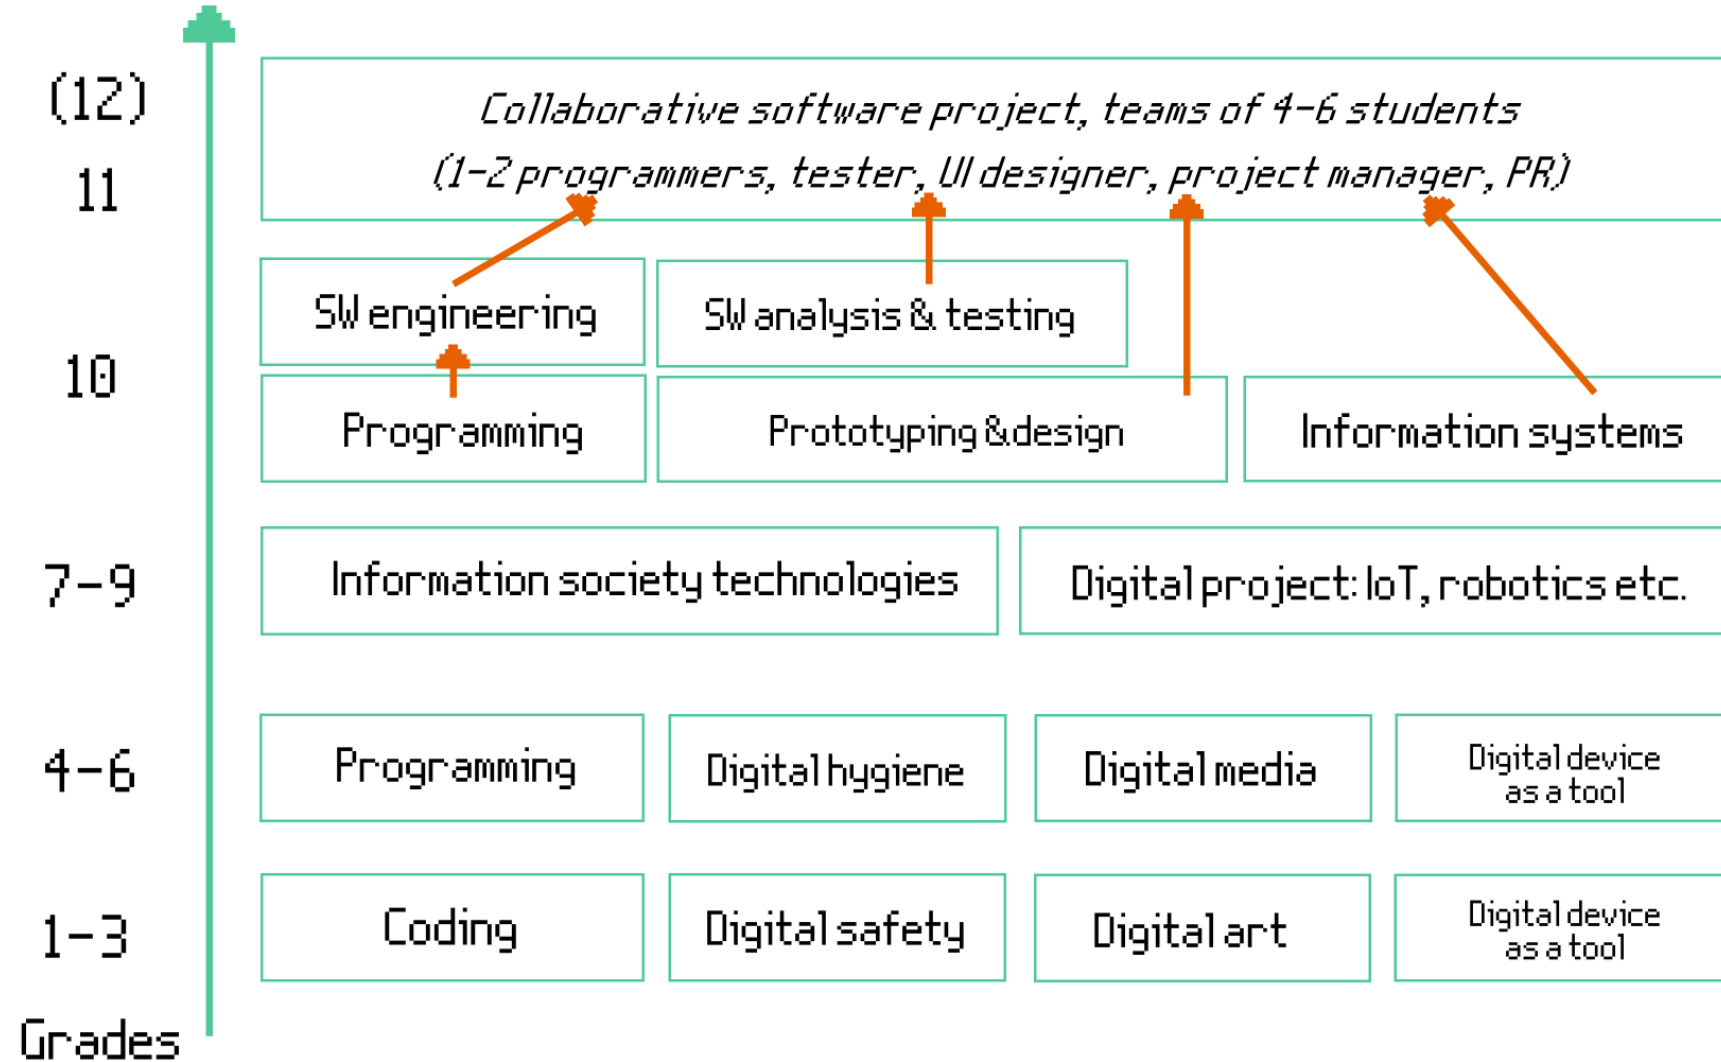 (12)
Collaborative software project, teams of 4-6 students
11
(1-2 programmers, tester, UI designer, project manager, PR)
SW engineering
SW analysis & testing
10
Programming
Prototyping & design
Information systems
7-9
Information society technologies
Digital project: IoT, robotics etc.
4-6
Programming
Digital hygiene
Digital media
Digital device
as a tool
1-3
Coding
Digital safety
Digital art
Digital device
as a tool
Grades